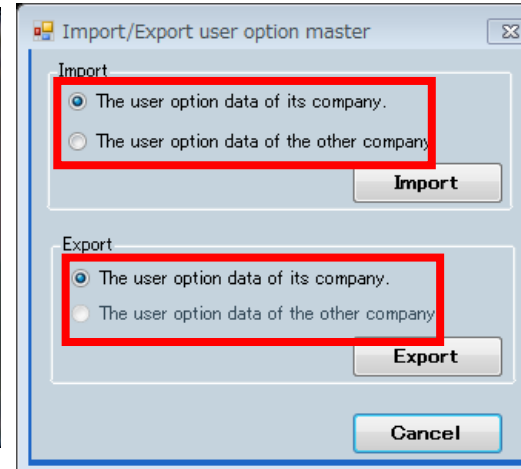 Import/Export user option master
Import
The user option data of its company.
The user option data of the other company
Import
Export
The user option data of its company.
The user option data of the other company
Export
Cancel